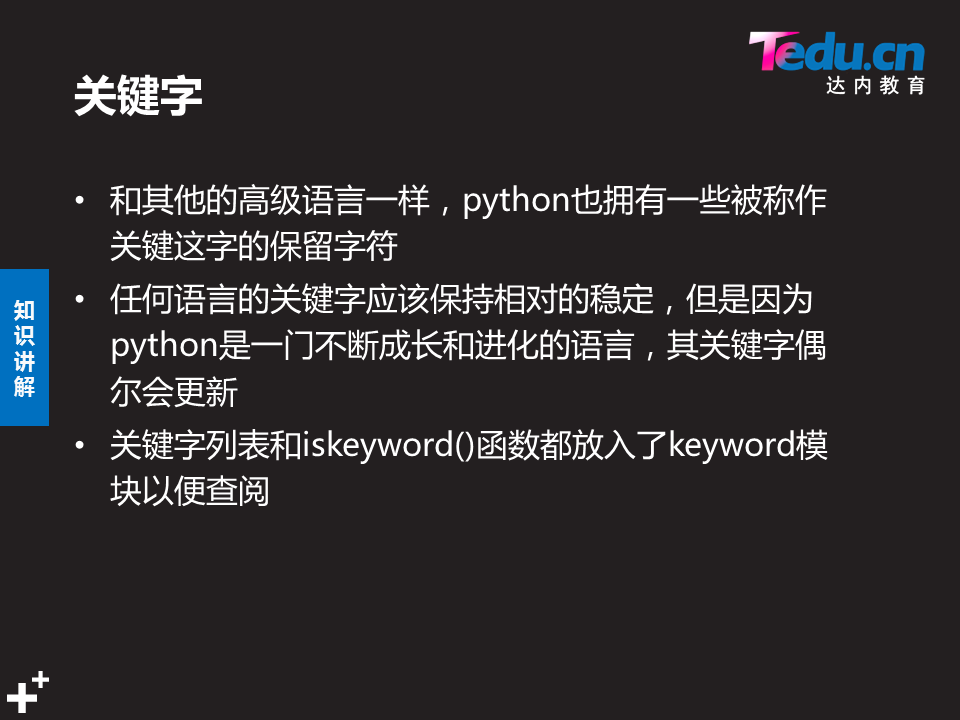 Tedu.cn
达内教育
关键字
• 和其他的高级语言一样，python也拥有一些被称作
关键这字的保留字符
• 任何语言的关键字应该保持相对的稳定，但是因为
python是一门不断成长和进化的语言，其关键字偶
尔会更新
• 关键字列表和iskeyword()函数都放入了keyword模
块以便查阅
知
识
讲
解